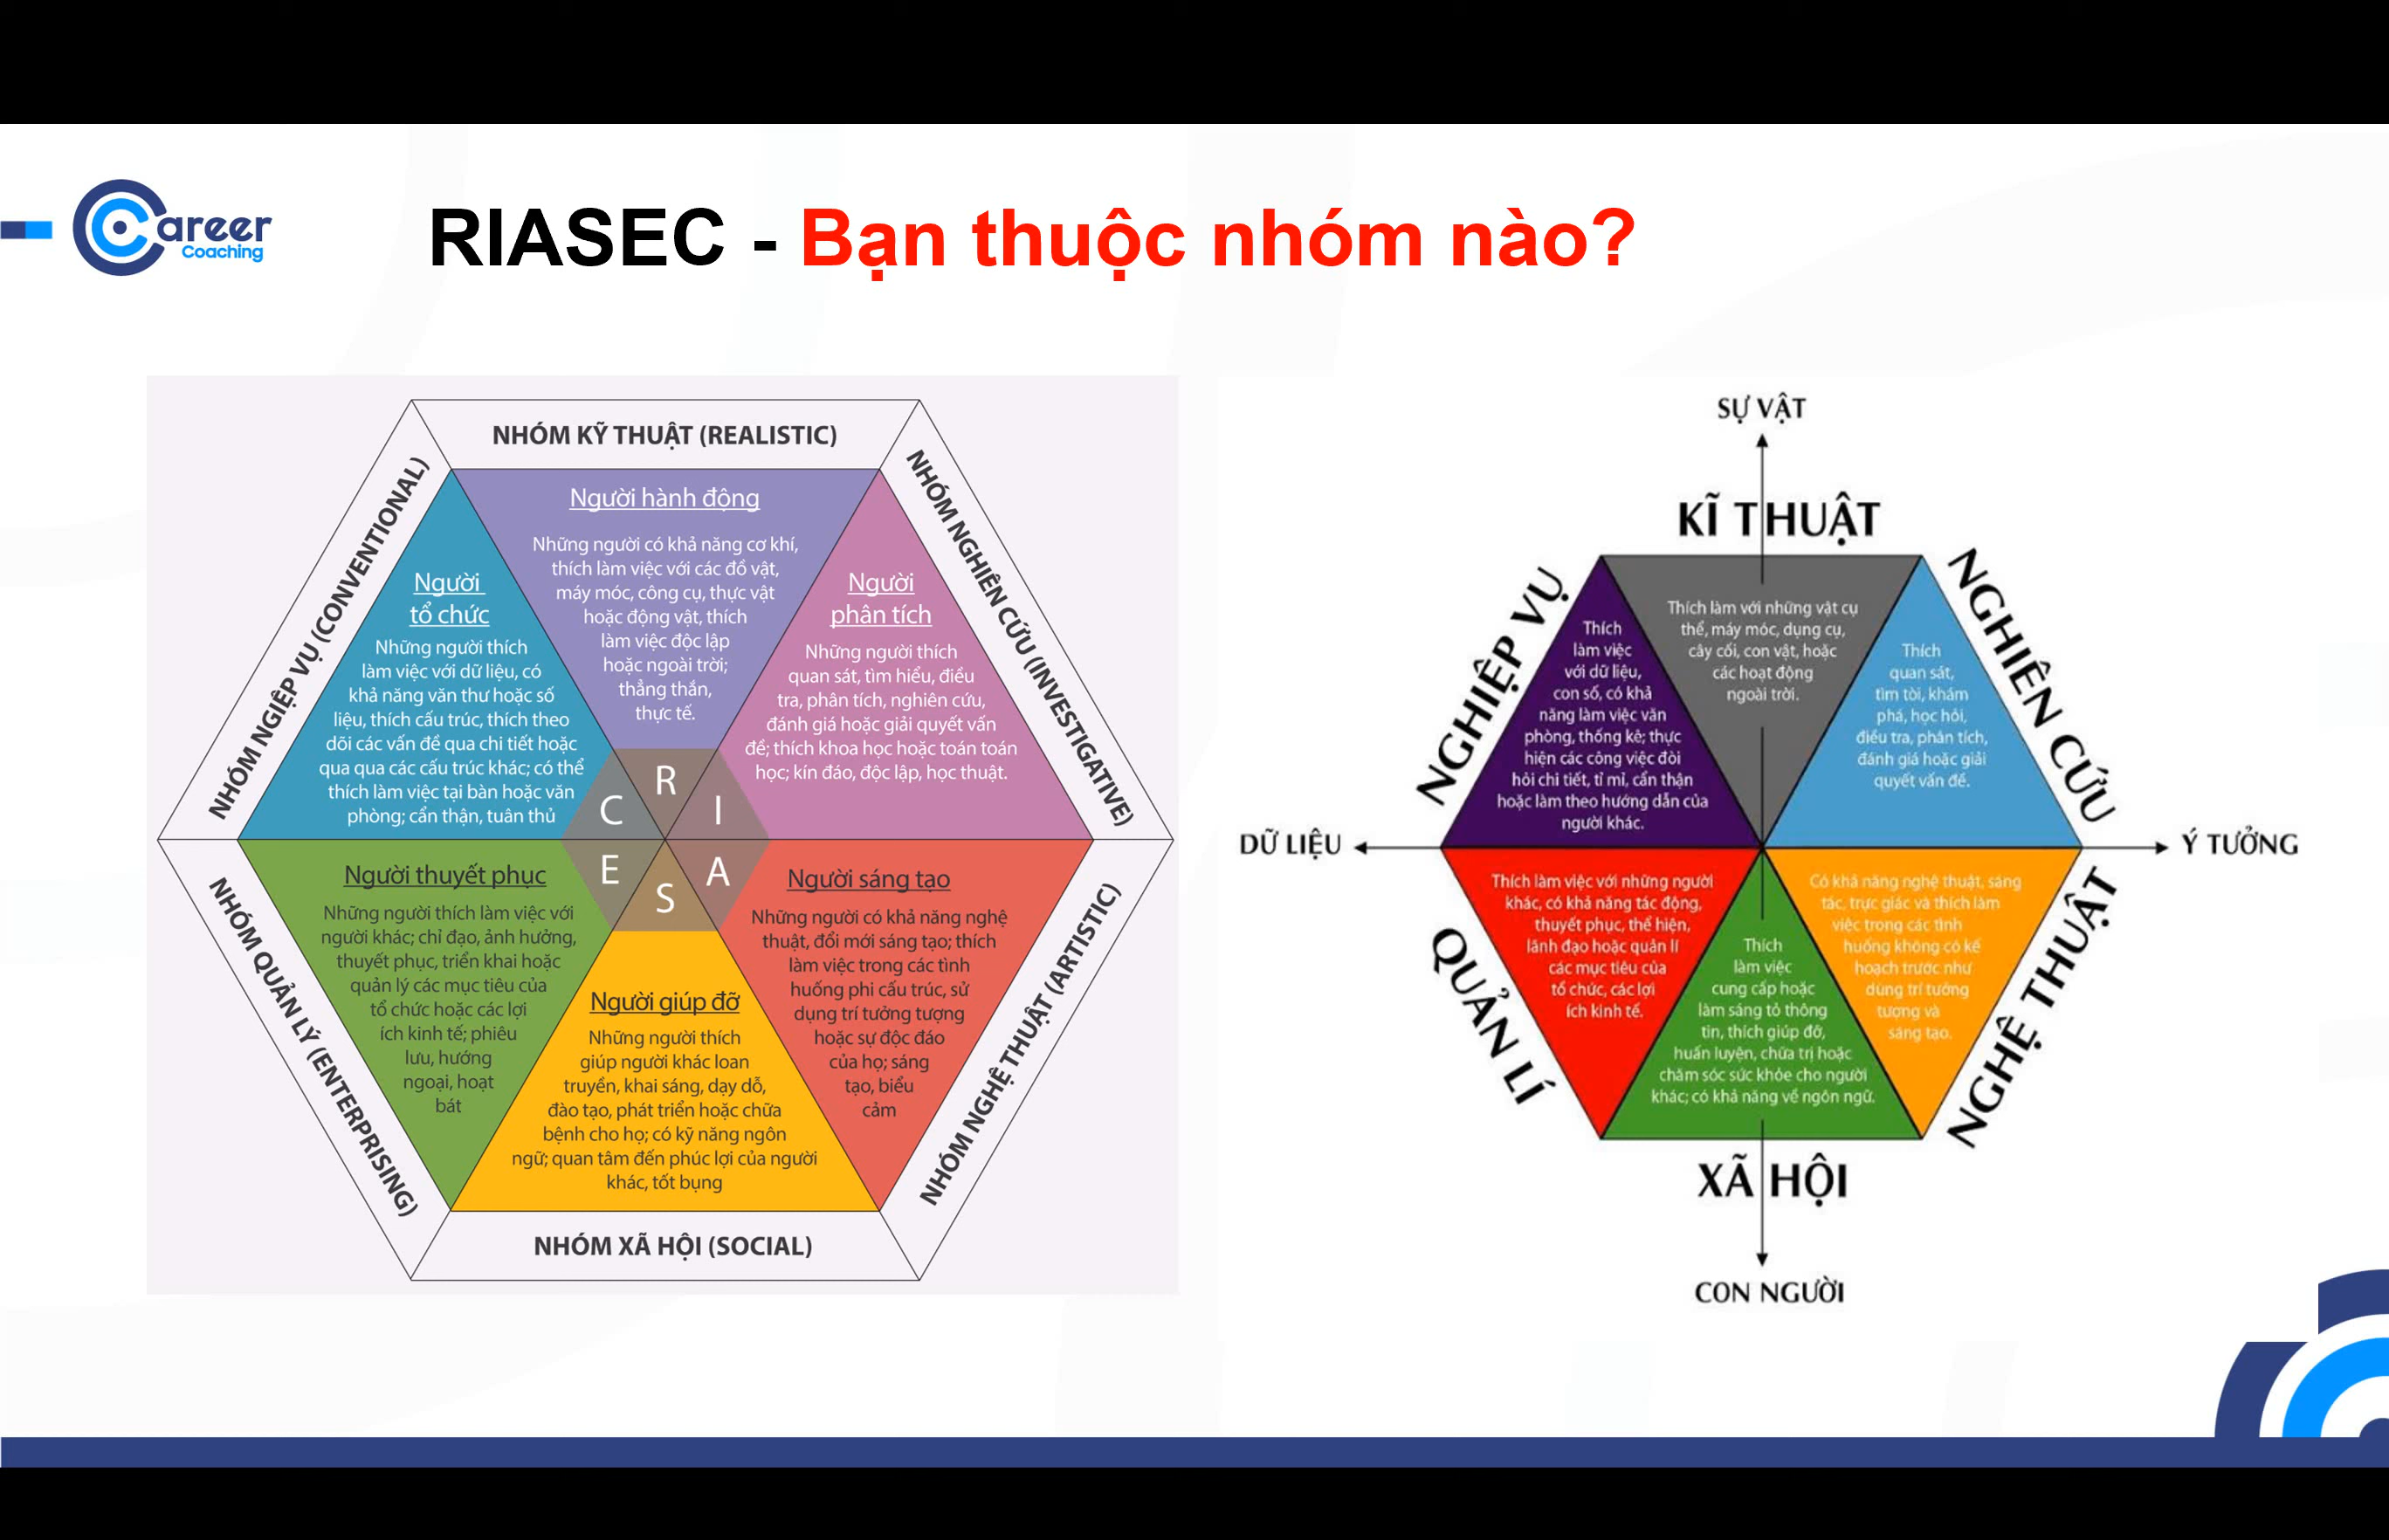 Career
Coaching
RIASEC - Bạn thuộc nhóm nào?
NHÓM KỸ THUẬT (REALISTIC)
Người hành động
Những người có khả năng cơ khí,
thích làm việc với các đồ vật,
máy móc, công cụ, thực vật
hoặc động vật, thích
làm việc độc lập
hoặc ngoài trời;
thẳng thắn,
thực tế.
NHÓM NGHIÊN CỨU (INVESTIGATIVE)
Người
phân tích
Những người thích
quan sát, tìm hiểu, điều
tra, phân tích, nghiên cứu,
đánh giá hoặc giải quyết vấn
đề; thích khoa học hoặc toán toán
học; kín đáo, độc lập, học thuật.
NHÓM NGHỆ THUẬT (ARTISTIC)
Người sáng tạo
Những người có khả năng nghệ
thuật, đổi mới sáng tạo; thích
làm việc trong các tình
huống phi cấu trúc, sử
dụng trí tưởng tượng
hoặc sự độc đáo
của họ; sáng
tạo, biểu
cảm
NHÓM XÃ HỘI (SOCIAL)
Người giúp đỡ
Những người thích
giúp người khác loan
truyền, khai sáng, dạy dỗ,
đào tạo, phát triển hoặc chữa
bệnh cho họ; có kỹ năng ngôn
ngữ; quan tâm đến phúc lợi của người
khác, tốt bụng
NHÓM QUẢN LÝ (ENTERPRISING)
Người thuyết phục
Những người thích làm việc với
người khác; chỉ đạo, ảnh hưởng,
thuyết phục, triển khai hoặc
quản lý các mục tiêu của
tổ chức hoặc các lợi
ích kinh tế; phiêu
lưu, hướng
ngoại, hoạt
bát
NHÓM NGIỆP VỤ (CONVENTIONAL)
Người
tổ chức
Những người thích
làm việc với dữ liệu, có
khả năng văn thư hoặc số
liệu, thích cấu trúc, thích theo
dõi các vấn đề qua chi tiết hoặc
qua qua các cấu trúc khác; có thể
thích làm việc tại bàn hoặc văn
phòng; cẩn thận, tuân thủ
R
I
A
S
E
C
SỰ VẬT
KĨ THUẬT
Thích làm với những vật cụ
thể, máy móc, dụng cụ,
cây cối, con vật, hoặc
các hoạt động
ngoài trời.
NGHIÊN CỨU
Thích
quan sát,
tìm tòi, khám
phá, học hỏi,
điều tra, phân tích,
đánh giá hoặc giải
quyết vấn đề.
Ý TƯỞNG
NGHỆ THUẬT
Có khả năng nghệ thuật, sáng
tác, trực giác và thích làm
việc trong các tình
huống không có kế
hoạch trước như
dùng trí tưởng
tượng và
sáng tạo.
XÃ HỘI
Thích
làm việc
cung cấp hoặc
làm sáng tỏ thông
tin, thích giúp đỡ,
huấn luyện, chữa trị hoặc
chăm sóc sức khỏe cho người
khác; có khả năng về ngôn ngữ.
CON NGƯỜI
QUẢN LÍ
Thích làm việc với những người
khác, có khả năng tác động,
thuyết phục, thể hiện,
lãnh đạo hoặc quản lí
các mục tiêu của
tổ chức, các lợi
ích kinh tế.
DỮ LIỆU
NGHIỆP VỤ
Thích
làm việc
với dữ liệu,
con số, có khả
năng làm việc văn
phòng, thống kê; thực
hiện các công việc đòi
hỏi chi tiết, tỉ mỉ, cẩn thận
hoặc làm theo hướng dẫn của
người khác.